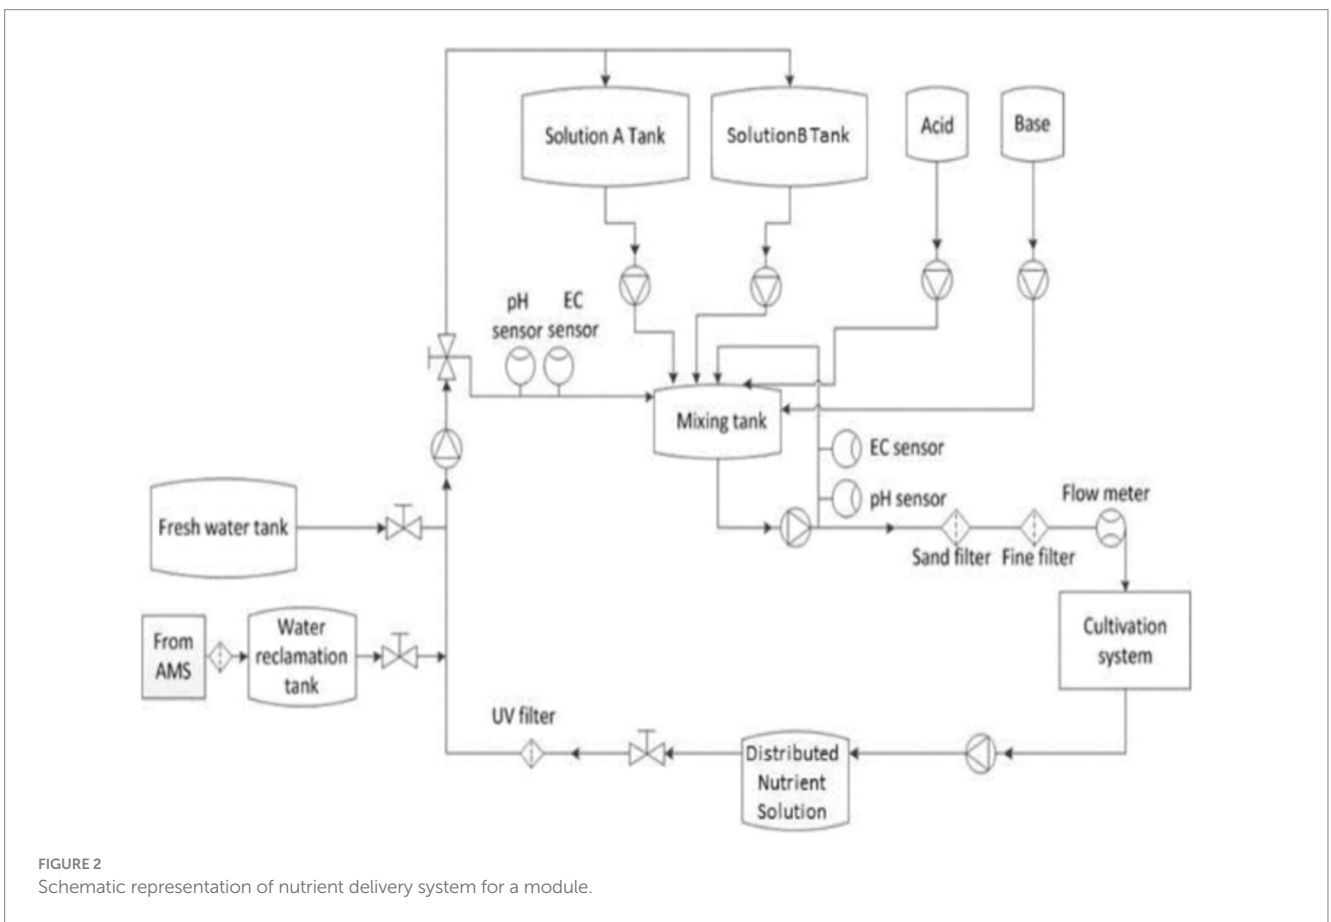 Solution A Tank
SolutionB Tank
Acid
Base
pH
sensor
EC
sensor
Mixing tank
EC sensor
pH sensor
Flow meter
Sand filter
Fine filter
Fresh water tank
From
AMS
Water
reclamation
tank
Cultivation
system
UV filter
Distributed
Nutrient
Solution
FIGURE 2
Schematic representation of nutrient delivery system for a module.